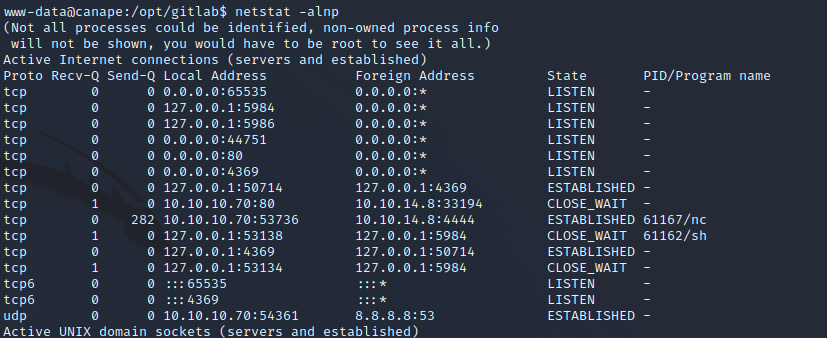 www-data@canape:/opt/gitlab$ netstat -alnp
(Not all processes could be identified, non-owned process info
 will not be shown, you would have to be root to see it all.)
Active Internet connections (servers and established)
Proto Recv-Q Send-Q Local Address           Foreign Address         State       PID/Program name
tcp        0      0 0.0.0.0:65535           0.0.0.0:*               LISTEN      -
tcp        0      0 127.0.0.1:5984          0.0.0.0:*               LISTEN      -
tcp        0      0 127.0.0.1:5986          0.0.0.0:*               LISTEN      -
tcp        0      0 0.0.0.0:44751           0.0.0.0:*               LISTEN      -
tcp        0      0 0.0.0.0:80              0.0.0.0:*               LISTEN      -
tcp        0      0 0.0.0.0:4369            0.0.0.0:*               LISTEN      -
tcp        0      0 127.0.0.1:50714         127.0.0.1:4369          ESTABLISHED -
tcp        1      0 10.10.10.70:80          10.10.14.8:33194        CLOSE_WAIT  -
tcp        0    282 10.10.10.70:53736       10.10.14.8:4444         ESTABLISHED 61167/nc
tcp        1      0 127.0.0.1:53138         127.0.0.1:5984          CLOSE_WAIT  61162/sh
tcp        0      0 127.0.0.1:4369          127.0.0.1:50714         ESTABLISHED -
tcp        1      0 127.0.0.1:53134         127.0.0.1:5984          CLOSE_WAIT  -
tcp6       0      0 :::65535                :::*                    LISTEN      -
tcp6       0      0 :::4369                 :::*                    LISTEN      -
udp        0      0 10.10.10.70:54361       8.8.8.8:53              ESTABLISHED -
Active UNIX domain sockets (servers and established)